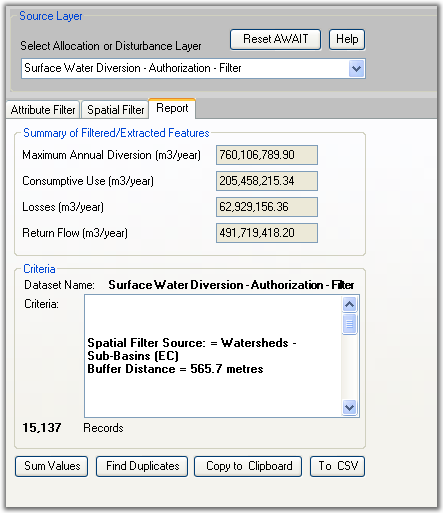 Source Layer
Select Allocation or Disturbance Layer
Reset AWAIT
Help
Surface Water Diversion - Authorization - Filter
Attribute Filter
Spatial Filter
Report
Summary of Filtered/Extracted Features
Maximum Annual Diversion (m3/year) 760,106,789.90
Consumptive Use (m3/year) 205,458,215.34
Losses (m3/year) 62,929,156.36
Return Flow (m3/year) 491,719,418.20
Criteria
Dataset Name: Surface Water Diversion - Authorization - Filter
Criteria:
Spatial Filter Source: = Watersheds -
Sub-Basins (EC)
Buffer Distance = 565.7 metres
15,137 Records
Sum Values
Find Duplicates
Copy to Clipboard
To CSV